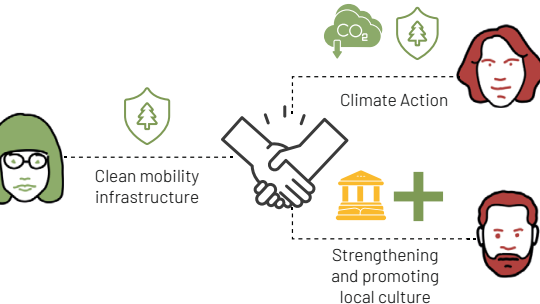 CO2
Climate Action
Clean mobility
infrastructure
Strengthening
and promoting
local culture